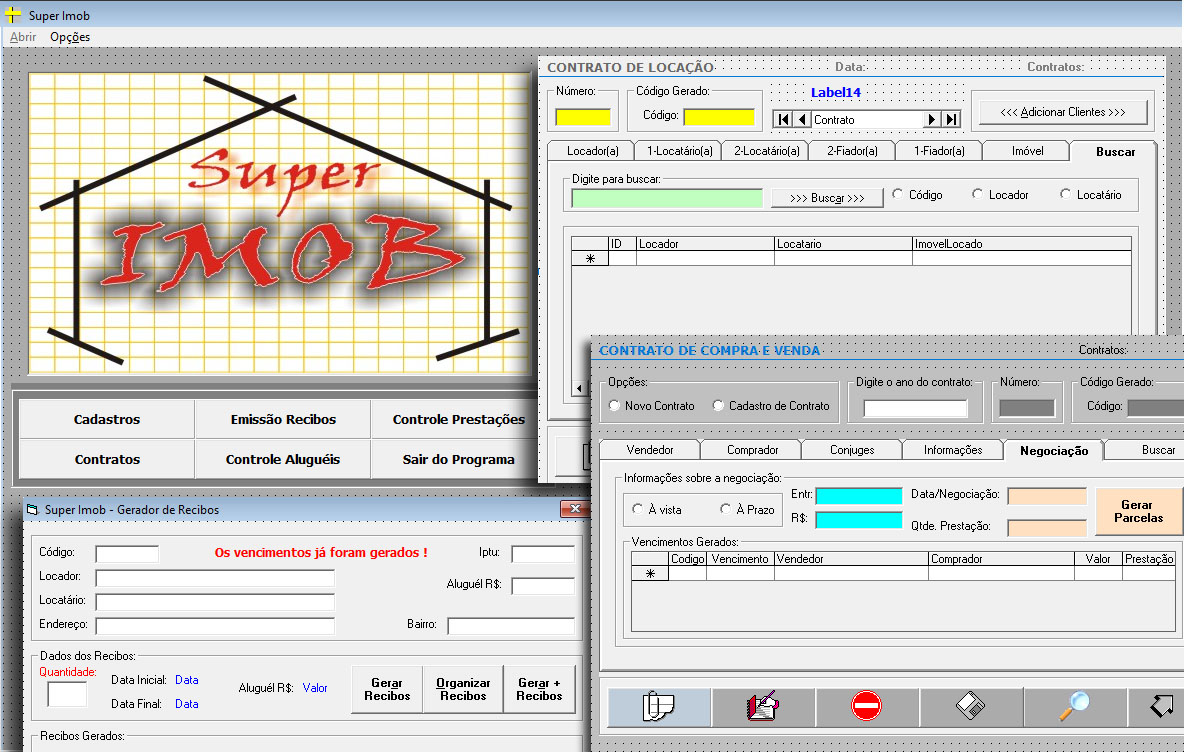 Super Imob
Abrir Opções
Super
IMOB
Cadastros Emissão Recibos Controle Prestações
Contratos Controle Aluguéis Sair do Programa
CONTRATO DE LOCAÇÃO Data: Contratos:
Número: Código Gerado: Label14
Código: Contrato <<< Adicionar Clientes >>>
Locador(a) 1-Locatário(a) 2-Locatário(a) 2-Fiador(a) 1-Fiador(a) Imóvel Buscar
Digite para buscar:
>>> Buscar >>> Código Locador Locatário
ID Locador Locatario ImovelLocado
CONTRATO DE COMPRA E VENDA Contratos:
Opções: Digite o ano do contrato: Número: Código Gerado:
Novo Contrato Cadastro de Contrato Código:
Vendedor Comprador Conjuges Informações Negociação Buscar
Informações sobre a negociação:
À vista À Prazo Entr: Data/Negociação: Gerar
R$: Qtde. Prestação: Parcelas
Vencimentos Gerados:
Codigo Vencimento Vendedor Comprador Valor Prestação
Super Imob - Gerador de Recibos
Código: Os vencimentos já foram gerados ! Iptu:
Locador: Aluguél R$:
Locatário:
Endereço: Bairro:
Dados dos Recibos:
Quantidade: Data Inicial: Data Aluguél R$: Valor
Data Final: Data
Gerar Organizar Gerar +
Recibos Recibos Recibos
Recibos Gerados: